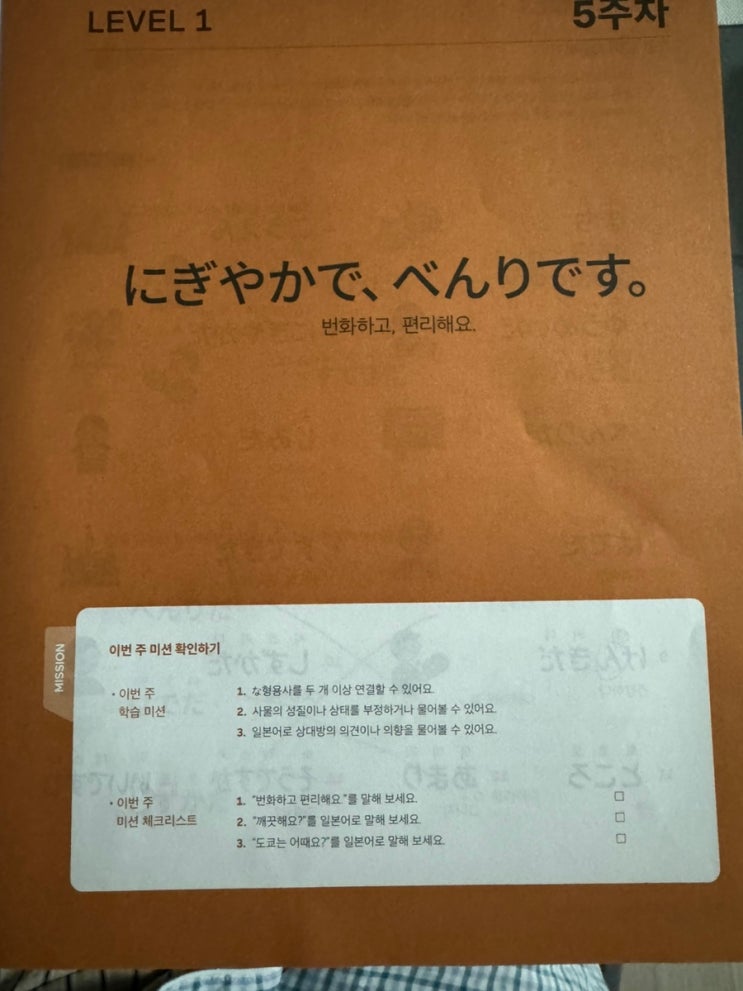 LEVEL 1
5주차
にぎやかで、べんりです。
번화하고, 편리해요.
MISSION
이번 주 미션 확인하기
· 이번 주
학습 미션
1. な형용사를 두 개 이상 연결할 수 있어요.
2. 사물의 성질이나 상태를 부정하거나 물어볼 수 있어요.
3. 일본어로 상대방의 의견이나 의향을 물어볼 수 있어요.
· 이번 주
미션 체크리스트
1. "번화하고 편리해요."를 말해 보세요.
2. "깨끗해요?"를 일본어로 말해 보세요.
3. "도쿄는 어때요?"를 일본어로 말해 보세요.